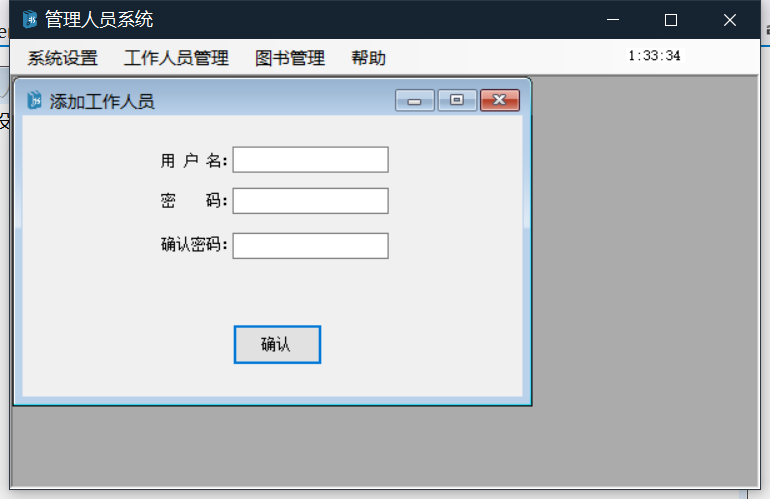 管理人员系统
系统设置 工作人员管理 图书管理 帮助 1:33:34
添加工作人员
用 户 名:
密 码:
确认密码:
确认